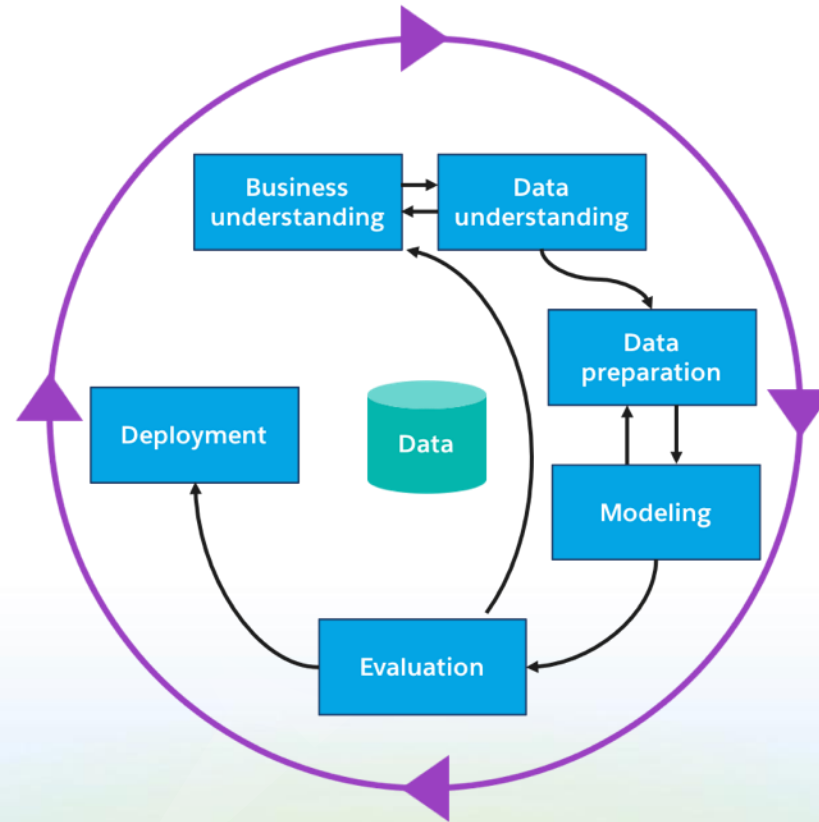 Business
understanding
Data
understanding
Data
preparation
Deployment
Data
Modeling
Evaluation